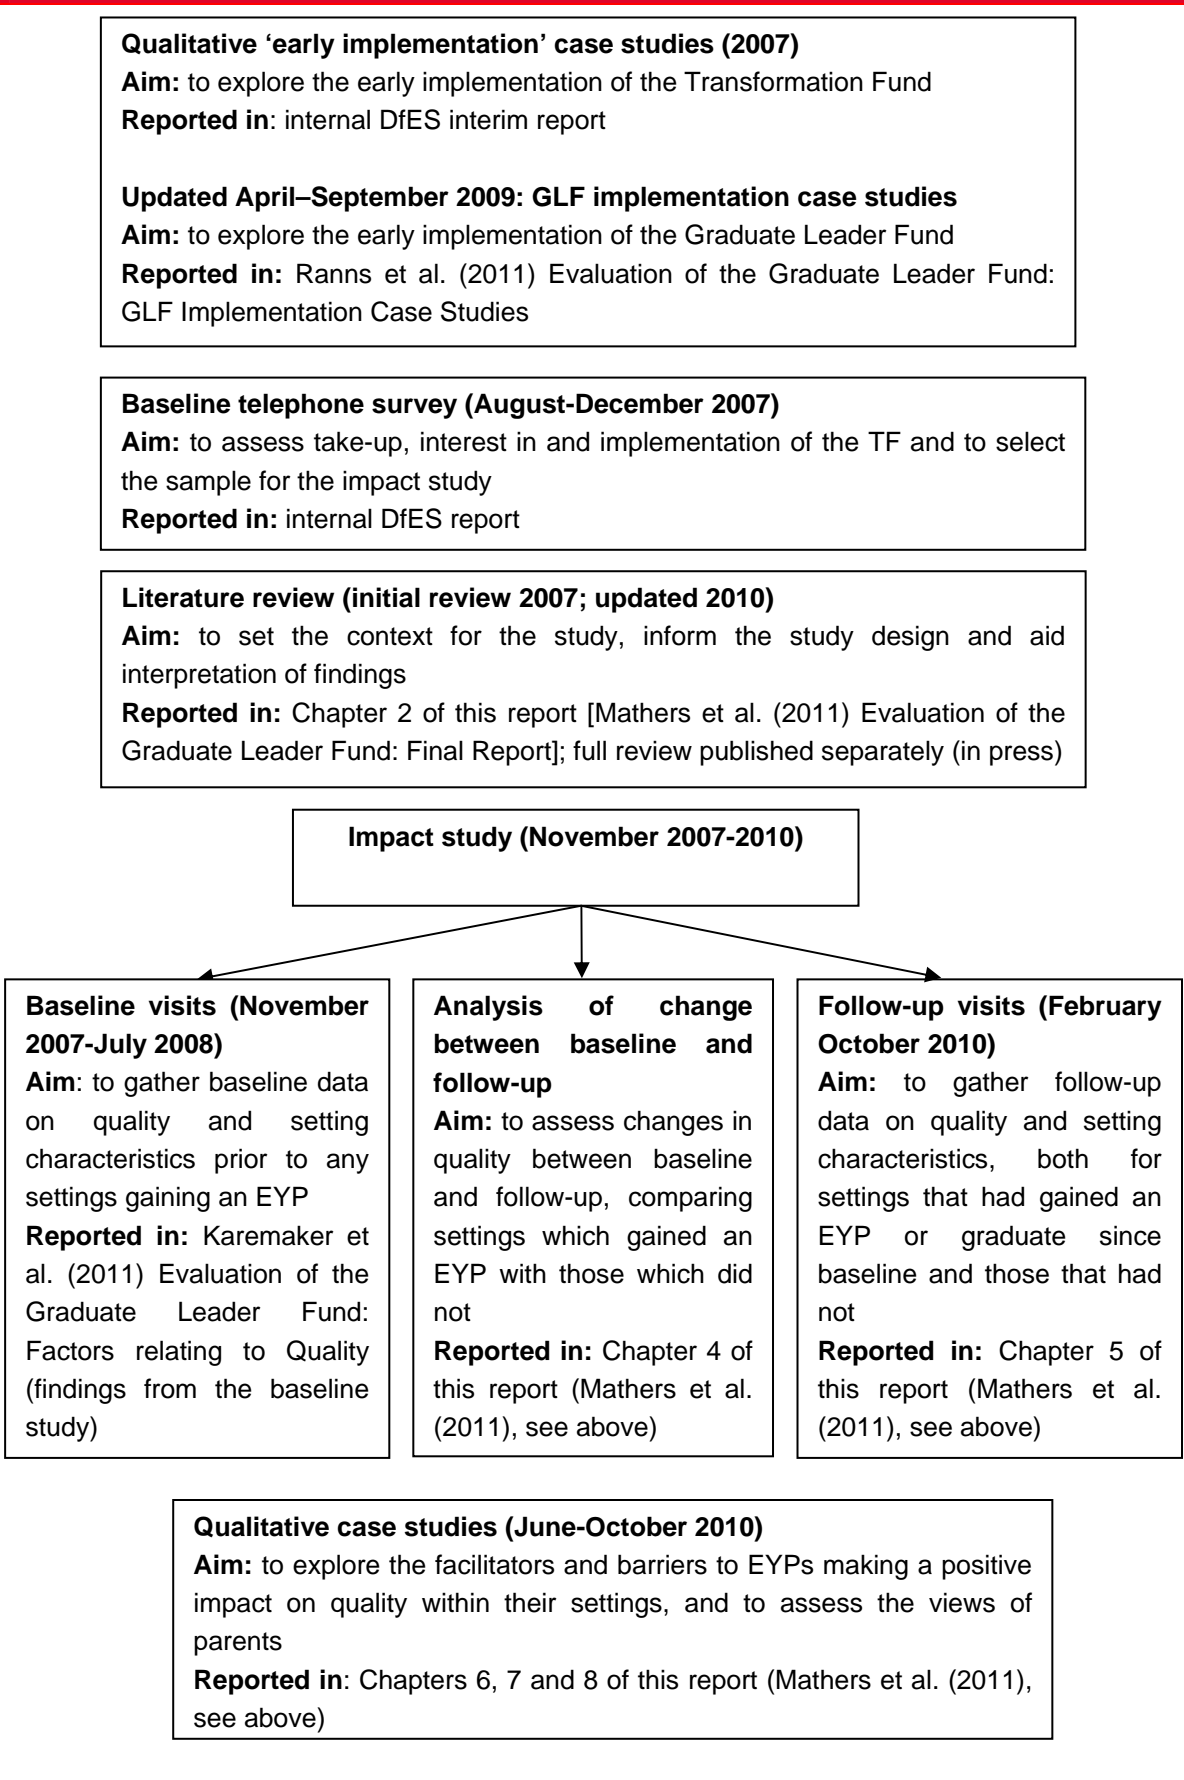 Qualitative ‘early implementation’ case studies (2007)
Aim: to explore the early implementation of the Transformation Fund
Reported in: internal DfES interim report
Updated April–September 2009: GLF implementation case studies
Aim: to explore the early implementation of the Graduate Leader Fund
Reported in: Ranns et al. (2011) Evaluation of the Graduate Leader Fund:
GLF Implementation Case Studies
Baseline telephone survey (August-December 2007)
Aim: to assess take-up, interest in and implementation of the TF and to select
the sample for the impact study
Reported in: internal DfES report
Literature review (initial review 2007; updated 2010)
Aim: to set the context for the study, inform the study design and aid
interpretation of findings
Reported in: Chapter 2 of this report [Mathers et al. (2011) Evaluation of the
Graduate Leader Fund: Final Report]; full review published separately (in press)
Impact study (November 2007-2010)
Baseline visits (November
2007-July 2008)
Aim: to gather baseline data
on quality and setting
characteristics prior to any
settings gaining an EYP
Reported in: Karemaker et
al. (2011) Evaluation of the
Graduate Leader Fund:
Factors relating to Quality
(findings from the baseline
study)
Analysis of change
between baseline and
follow-up
Aim: to assess changes in
quality between baseline
and follow-up, comparing
settings which gained an
EYP with those which did
not
Reported in: Chapter 4 of
this report (Mathers et al.
(2011), see above)
Follow-up visits (February
October 2010)
Aim: to gather follow-up
data on quality and setting
characteristics, both for
settings that had gained an
EYP or graduate since
baseline and those that had
not
Reported in: Chapter 5 of
this report (Mathers et al.
(2011), see above)
Qualitative case studies (June-October 2010)
Aim: to explore the facilitators and barriers to EYPs making a positive
impact on quality within their settings, and to assess the views of
parents
Reported in: Chapters 6, 7 and 8 of this report (Mathers et al. (2011),
see above)